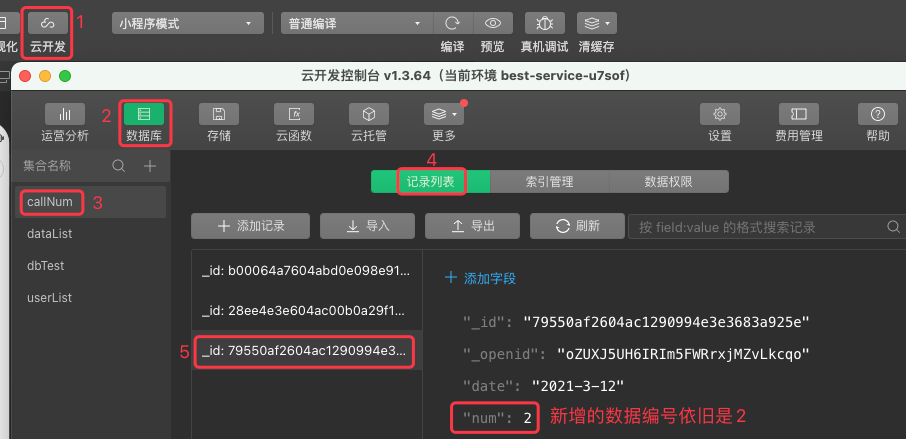 1
小程序模式
普通编译
视化
云开发
编译
预览
真机调试
清缓存
云开发控制台 v1.3.64（当前环境 best-service-u7sof）
2
运营分析
数据库
存储
云函数
云托管
更多
设置
费用管理
帮助
集合名称
4
记录列表
索引管理
数据权限
callNum
3
dataList
dbTest
userList
添加记录
导入
导出
刷新
按 field:value 的格式搜索记录
_id: b00064a7604abd0e098e91...
_id: 28ee4e3e604ac00b0a29f1...
5
_id: 79550af2604ac1290994e3...
添加字段
"_id": "79550af2604ac1290994e3e3683a925e"
"_openid": "oZUXJ5UH6IRIm5FWRrxjMZvLkcqo"
"date": "2021-3-12"
"num": 2
新增的数据编号依旧是2